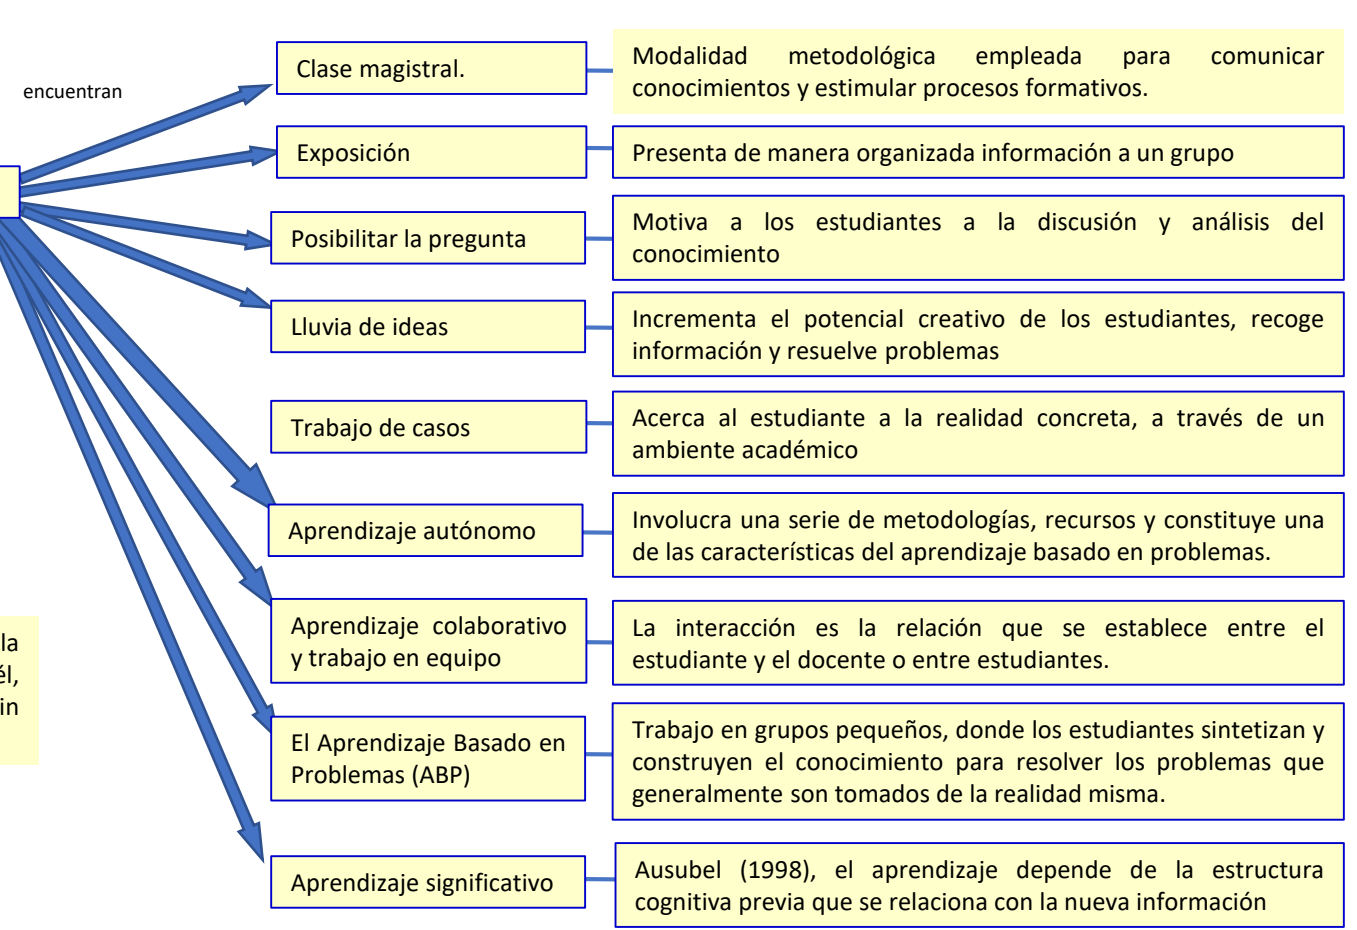 encuentran
Clase magistral.
Modalidad metodológica empleada para comunicar
conocimientos y estimular procesos formativos.
Exposición
Presenta de manera organizada información a un grupo
Posibilitar la pregunta
Motiva a los estudiantes a la discusión y análisis del
conocimiento
Lluvia de ideas
Incrementa el potencial creativo de los estudiantes, recoge
información y resuelve problemas
Trabajo de casos
Acerca al estudiante a la realidad concreta, a través de un
ambiente académico
Aprendizaje autónomo
Involucra una serie de metodologías, recursos y constituye una
de las características del aprendizaje basado en problemas.
la
él,
in
Aprendizaje colaborativo
y trabajo en equipo
La interacción es la relación que se establece entre el
estudiante y el docente o entre estudiantes.
El Aprendizaje Basado en
Problemas (ABP)
Trabajo en grupos pequeños, donde los estudiantes sintetizan y
construyen el conocimiento para resolver los problemas que
generalmente son tomados de la realidad misma.
Aprendizaje significativo
Ausubel (1998), el aprendizaje depende de la estructura
cognitiva previa que se relaciona con la nueva información